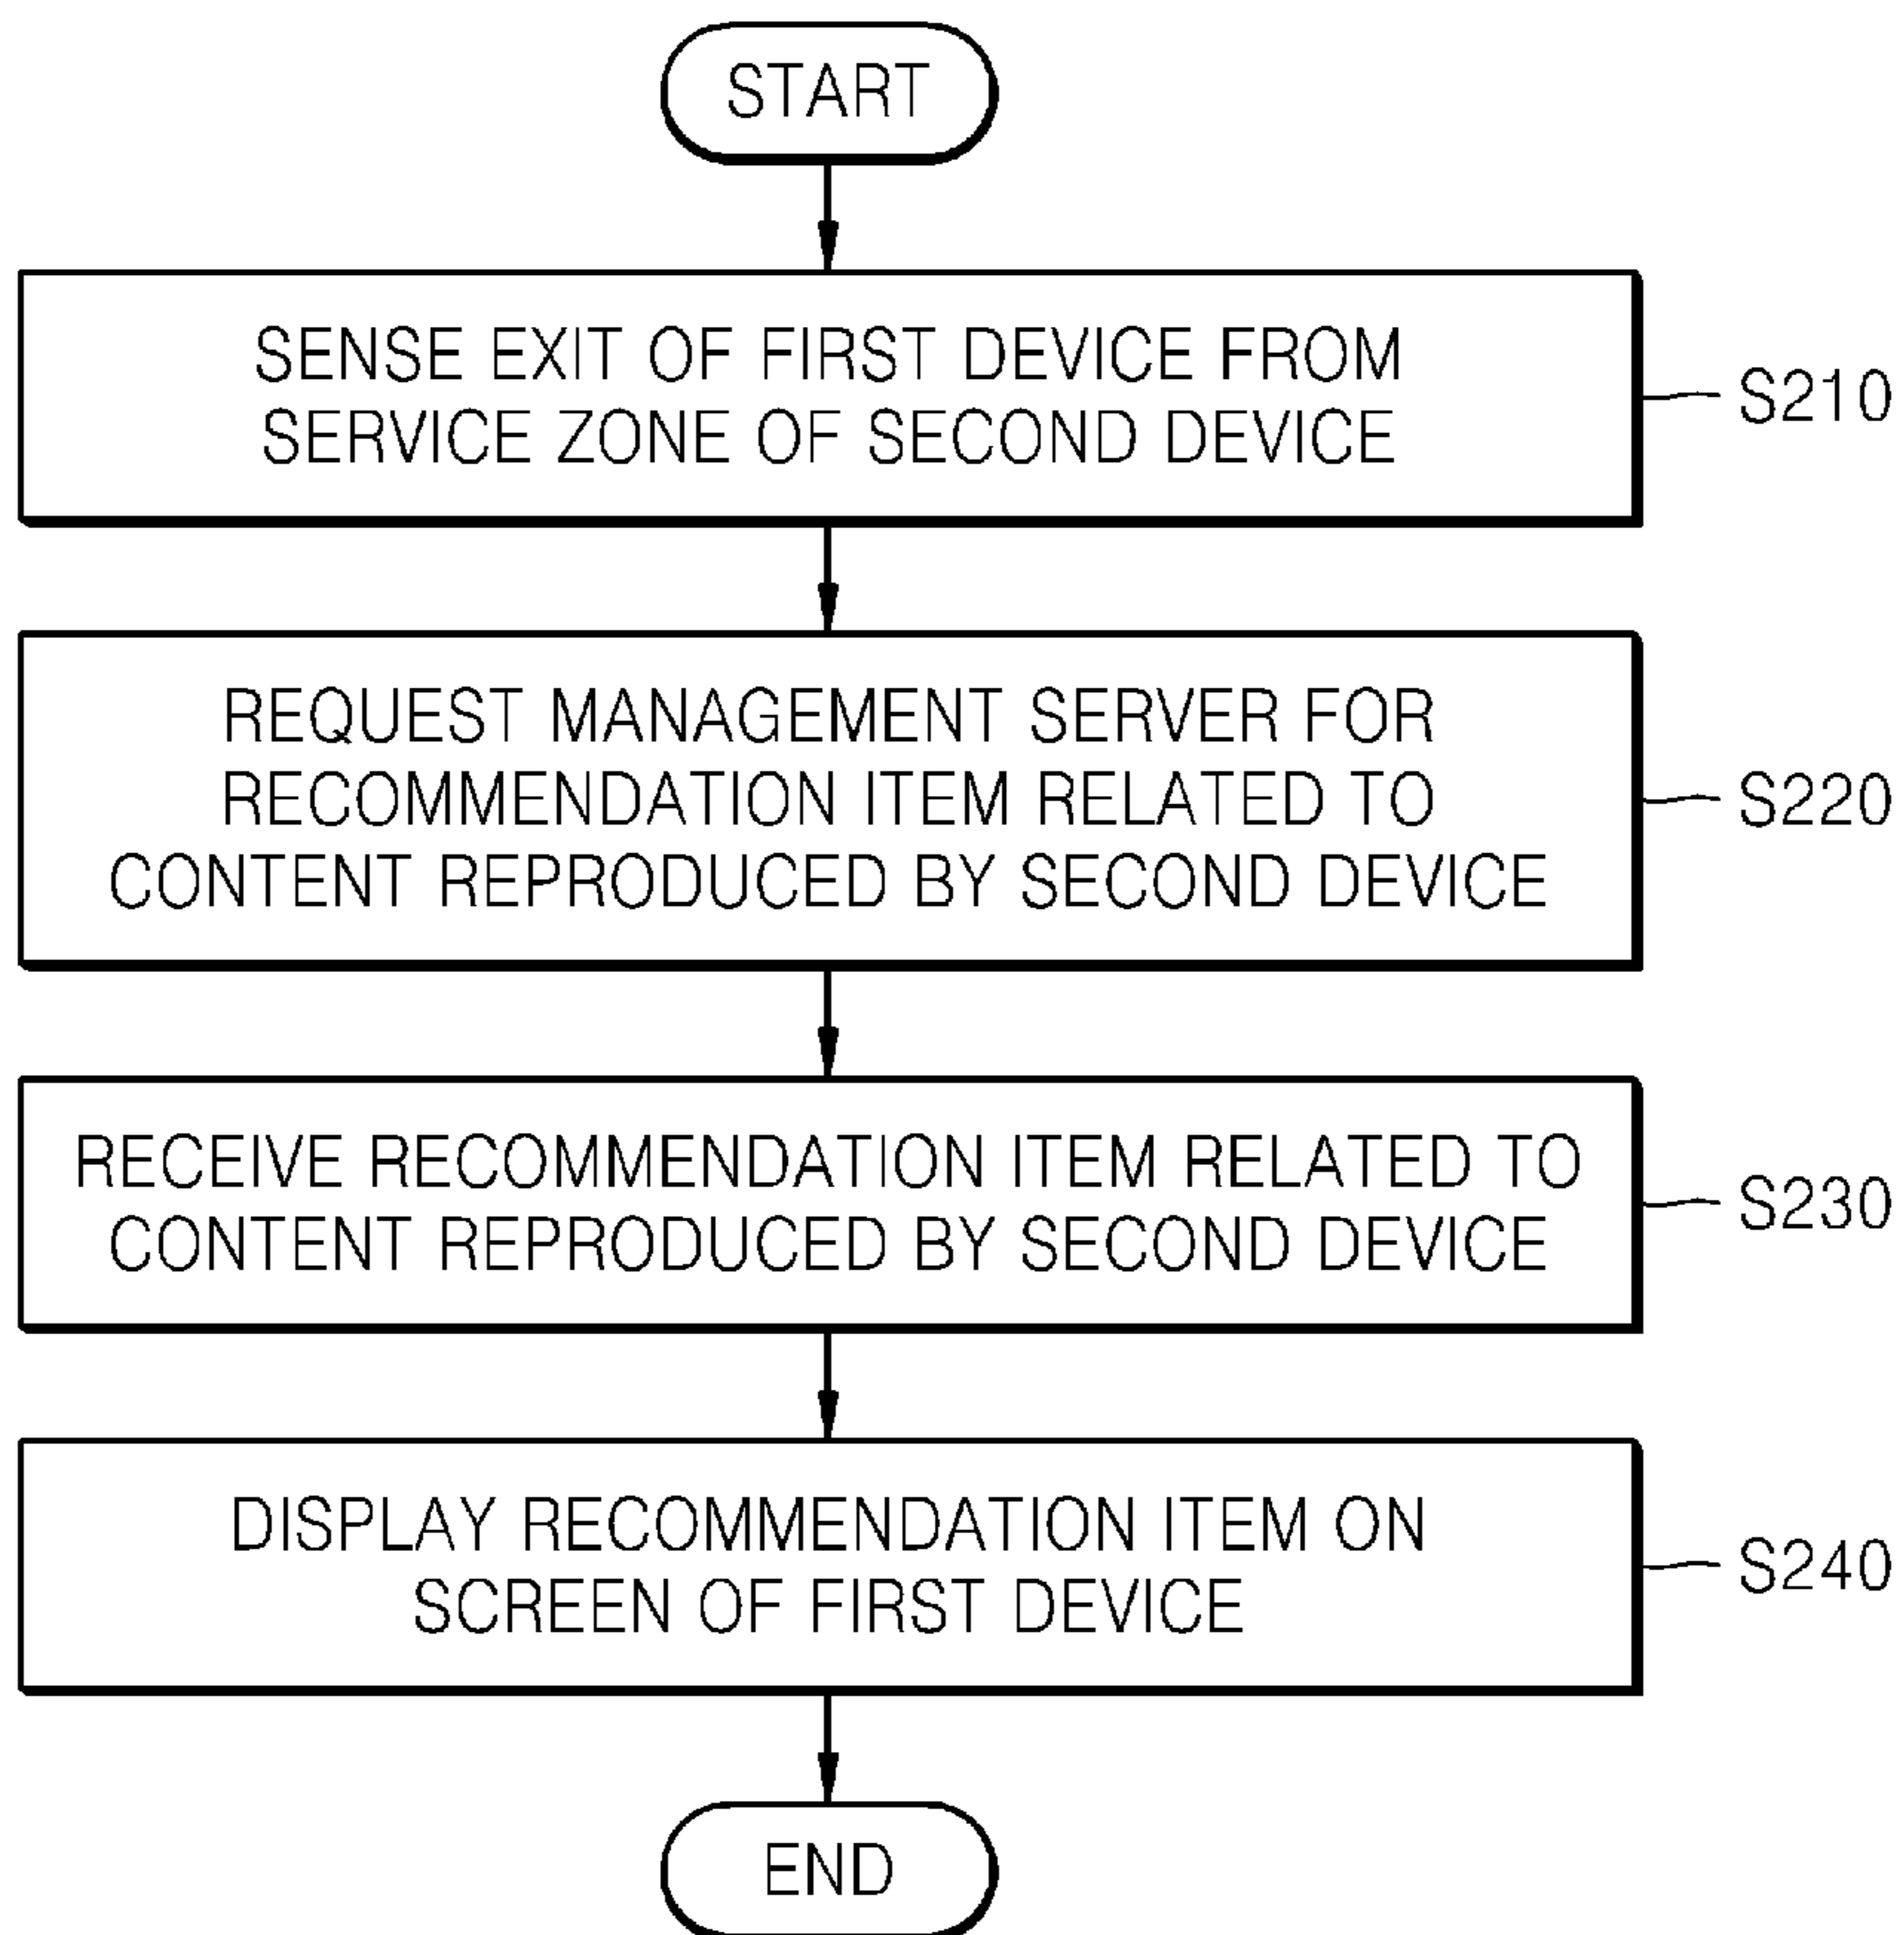 START
SENSE EXIT OF FIRST DEVICE FROM
SERVICE ZONE OF SECOND DEVICE
S210
REQUEST MANAGEMENT SERVER FOR
RECOMMENDATION ITEM RELATED TO
CONTENT REPRODUCED BY SECOND DEVICE
S220
RECEIVE RECOMMENDATION ITEM RELATED TO
CONTENT REPRODUCED BY SECOND DEVICE
S230
DISPLAY RECOMMENDATION ITEM ON
SCREEN OF FIRST DEVICE
S240
END